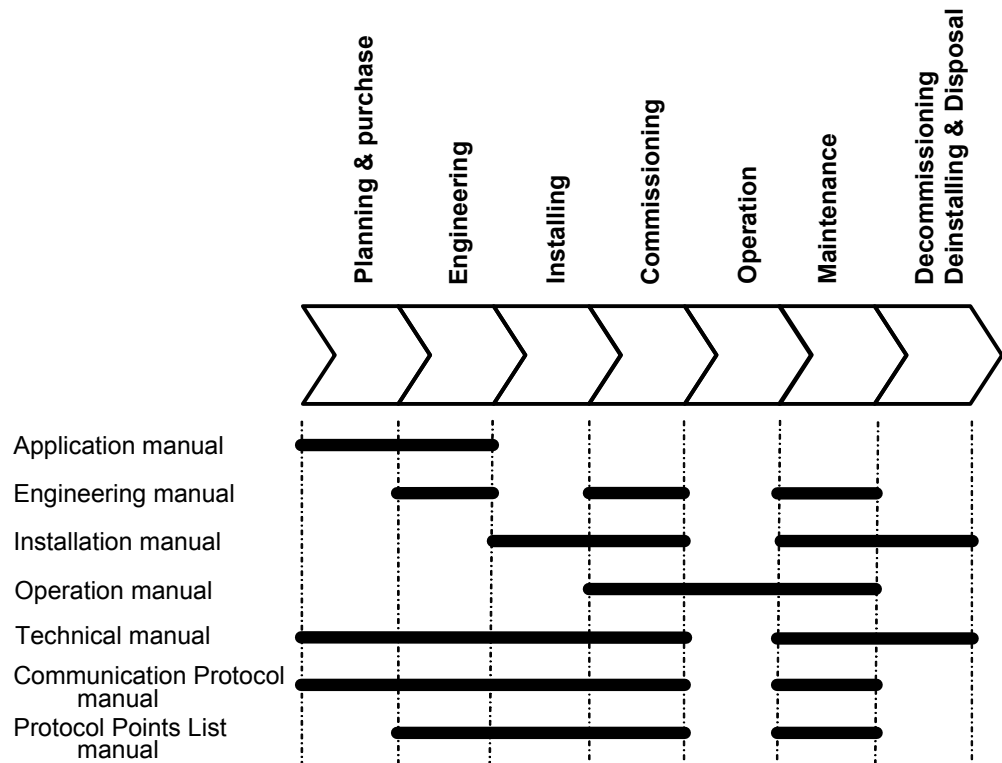 Planning & purchase
Engineering
Installing
Commissioning
Operation
Maintenance
Decommissioning
Deinstalling & Disposal
Application manual
Engineering manual
Installation manual
Operation manual
Technical manual
Communication Protocol
manual
Protocol Points List
manual